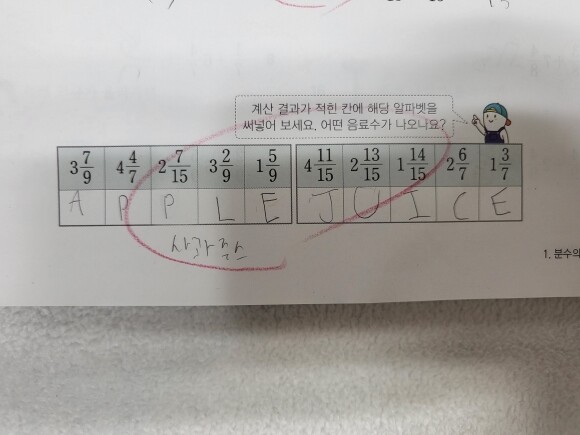 계산 결과가 적힌 칸에 해당 알파벳을
써넣어 보세요. 어떤 음료수가 나오나요?
3 7/9 4 4/7 2 7/15 3 2/9 1 5/9 4 11/15 2 13/15 1 14/15 2 6/7 1 3/7
A P P L E J U I C E
사과주스
1. 분수의